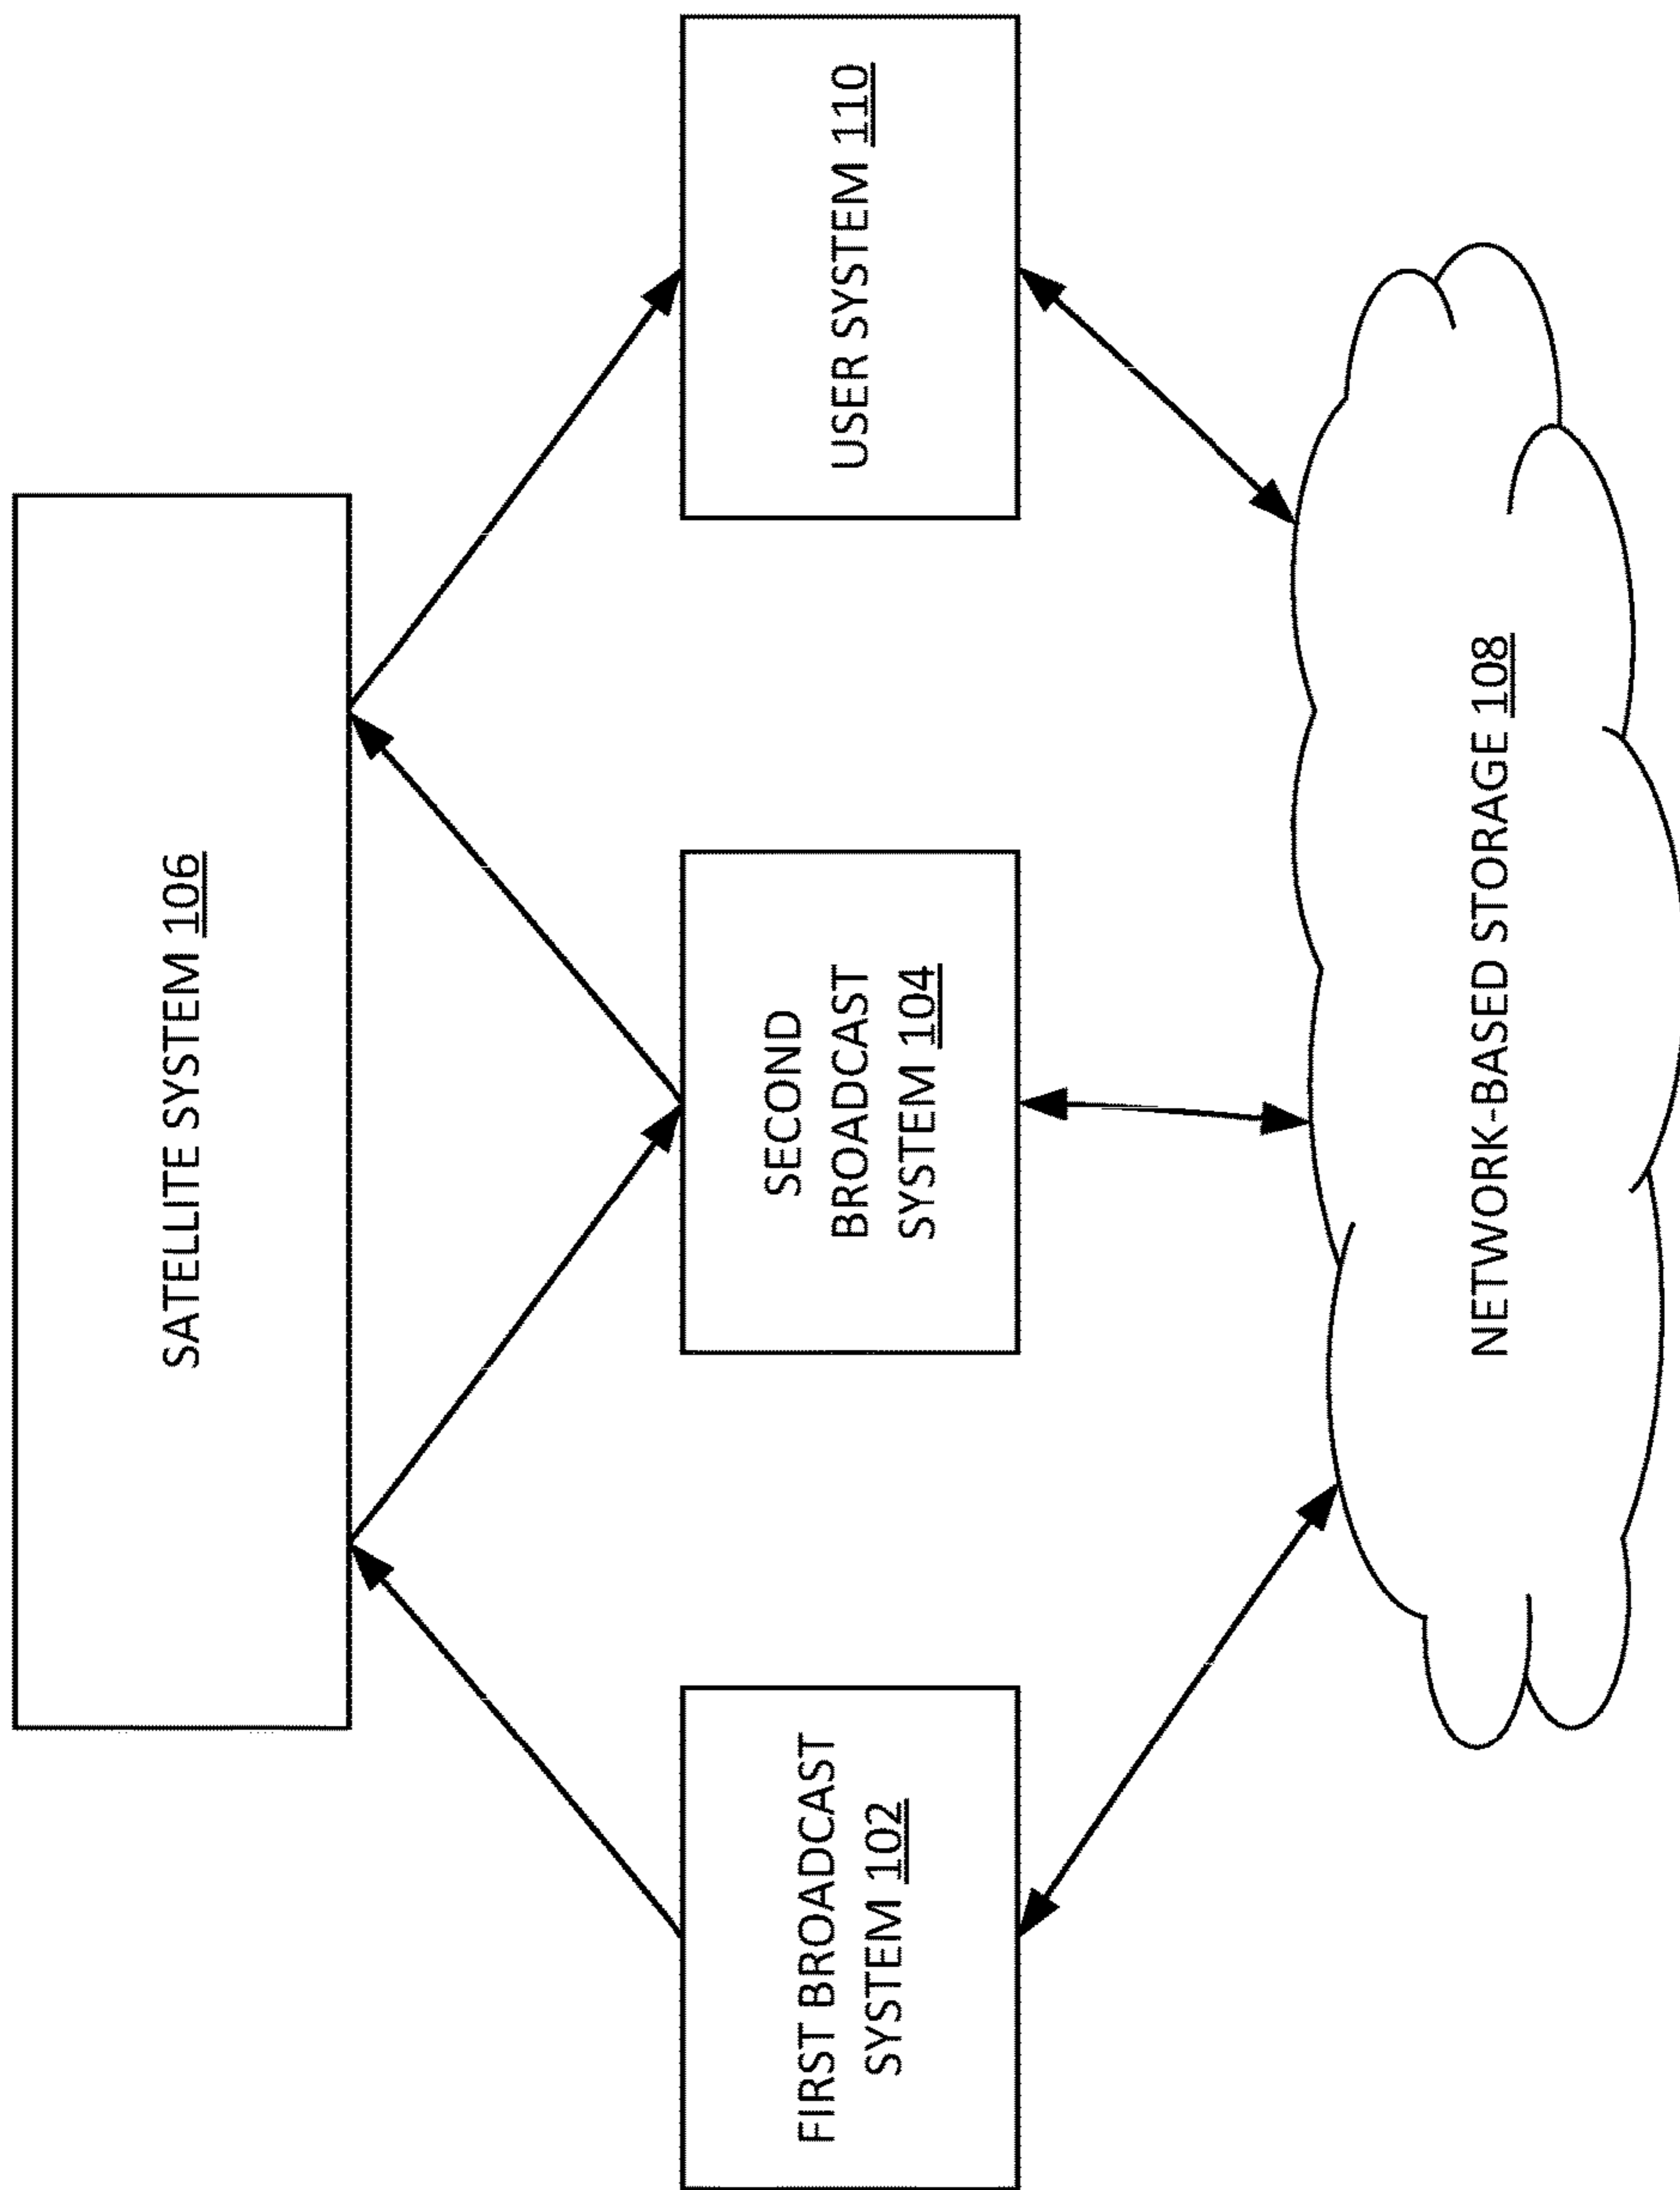 SATELLITE SYSTEM 106
FIRST BROADCAST
SYSTEM 102
SECOND
BROADCAST
SYSTEM 104
USER SYSTEM 110
NETWORK-BASED STORAGE 108